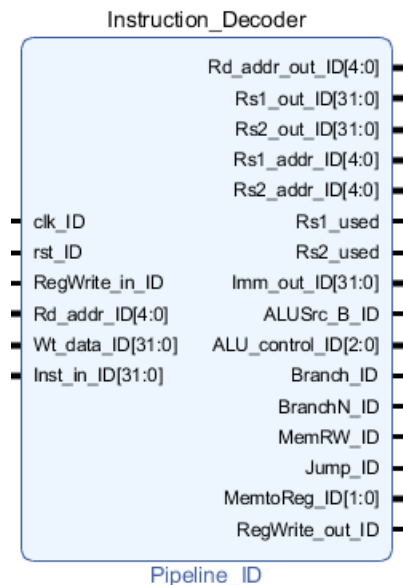 Instruction_Decoder
Rd_addr_out_ID[4:0]
Rs1_out_ID[31:0]
Rs2_out_ID[31:0]
Rs1_addr_ID[4:0]
Rs2_addr_ID[4:0]
clk_ID
Rs1_used
rst_ID
Rs2_used
RegWrite_in_ID
Imm_out_ID[31:0]
Rd_addr_ID[4:0]
ALUSrc_B_ID
Wt_data_ID[31:0]
ALU_control_ID[2:0]
Inst_in_ID[31:0]
Branch_ID
BranchN_ID
MemRW_ID
Jump_ID
MemtoReg_ID[1:0]
RegWrite_out_ID
Pipeline_ID